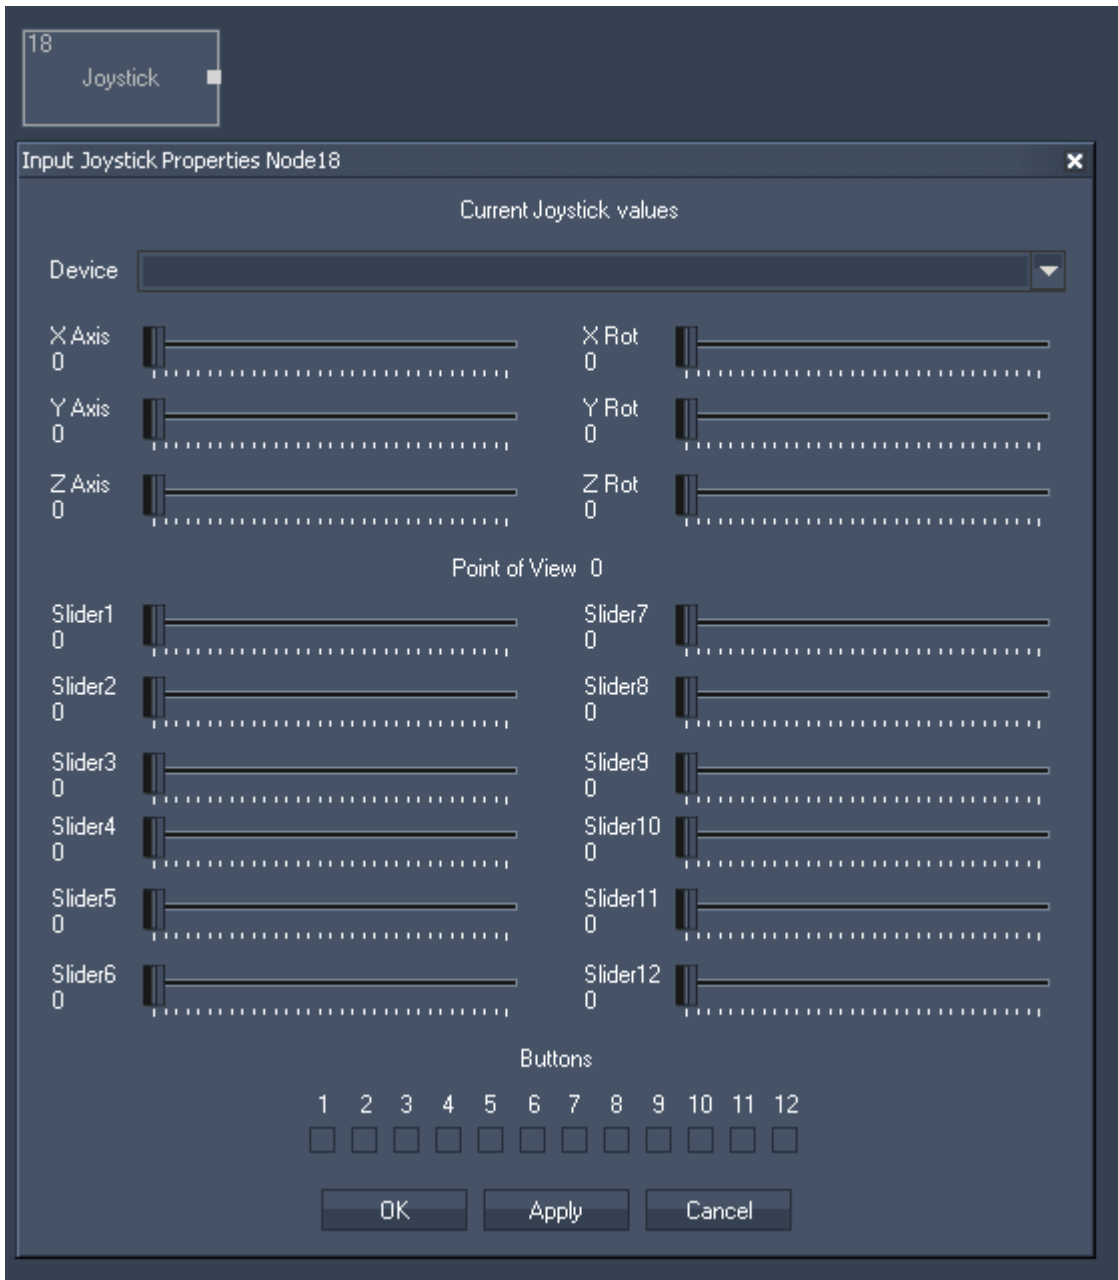 18
Joystick
Input Joystick Properties Node18
Current Joystick values
Device
X Axis
0
X Rot
0
Y Axis
0
Y Rot
0
Z Axis
0
Z Rot
0
Point of View 0
Slider1
0
Slider7
0
Slider2
0
Slider8
0
Slider3
0
Slider9
0
Slider4
0
Slider10
0
Slider5
0
Slider11
0
Slider6
0
Slider12
0
Buttons
1 2 3 4 5 6 7 8 9 10 11 12
OK Apply Cancel